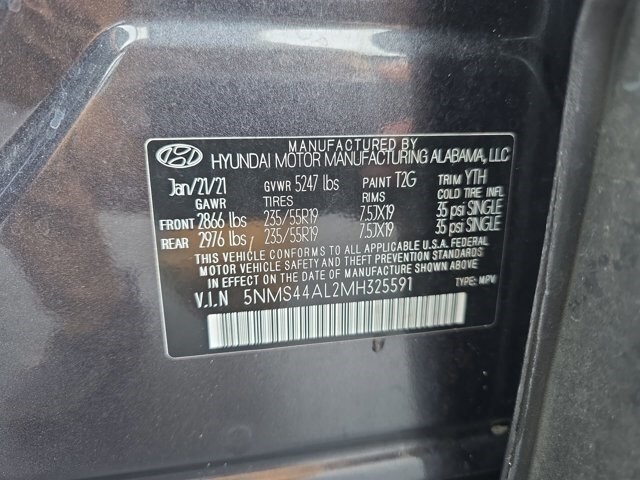 MANUFACTURED BY
HYUNDAI MOTOR MANUFACTURING ALABAMA, LLC
Jan/21/21 GVWR 5247 lbs PAINT T2G TRIM YTH
GAWR TIRES RIMS COLD TIRE INFL
FRONT 2866 lbs 235/55R19 7.5JX19 35 psi SINGLE
REAR 2976 lbs 235/55R19 7.5JX19 35 psi SINGLE
THIS VEHICLE CONFORMS TO ALL APPLICABLE U.S.A. FEDERAL
MOTOR VEHICLE SAFETY AND THEFT PREVENTION STANDARDS
IN EFFECT ON THE DATE OF MANUFACTURE SHOWN ABOVE.
V.I.N 5NMS44AL2MH325591 TYPE: MPV